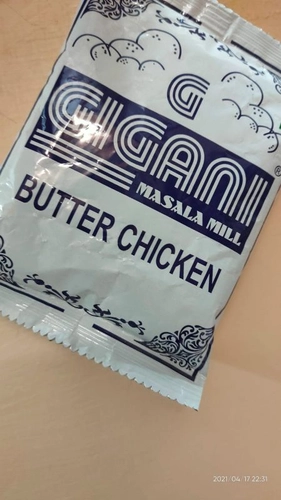 G
GIGANI®
MASALA MILL
BUTTER CHICKEN
2021·04·17 22:31